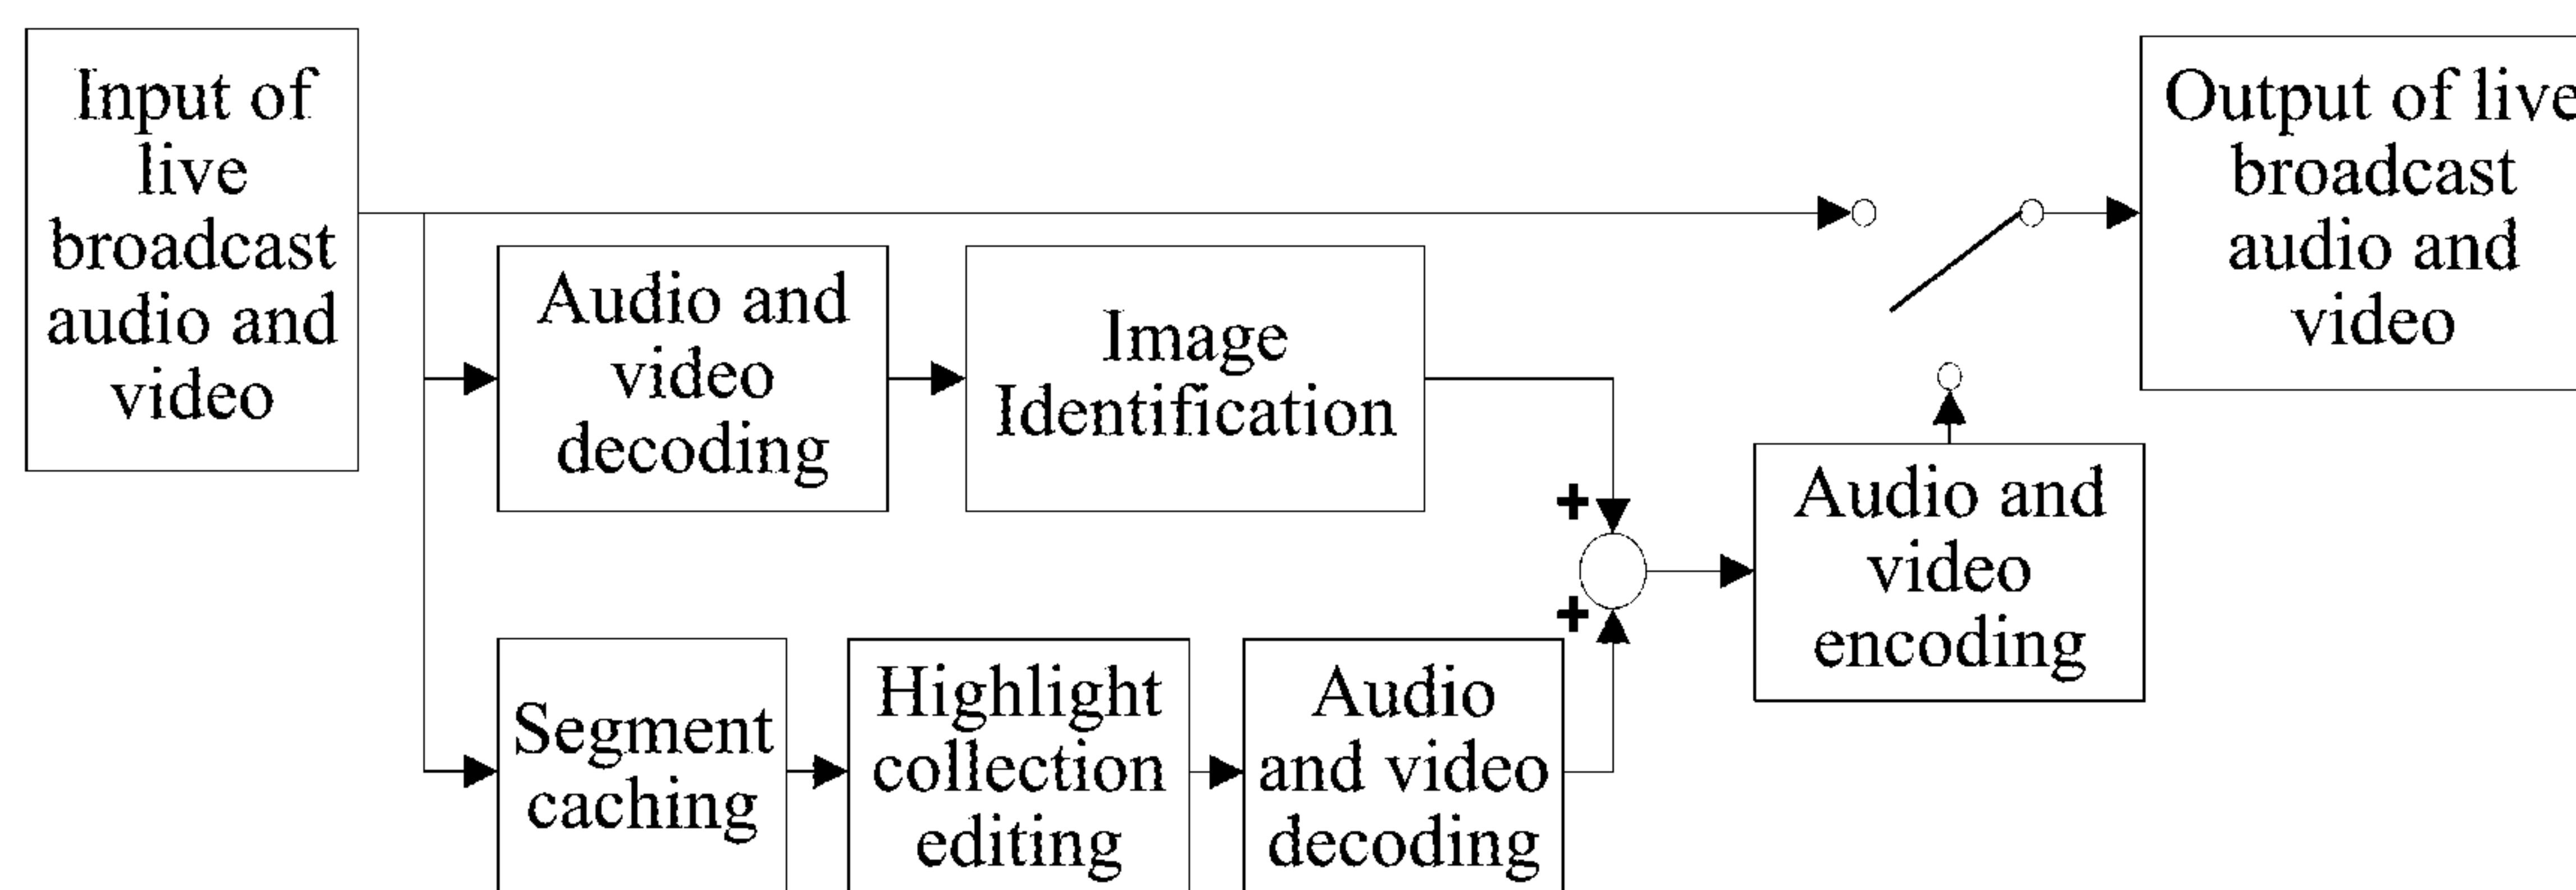 Input of
live
broadcast
audio and
video
Output of live
broadcast
audio and
video
Audio and
video
decoding
Image
Identification
+
+
Audio and
video
encoding
Segment
caching
Highlight
collection
editing
Audio
and video
decoding